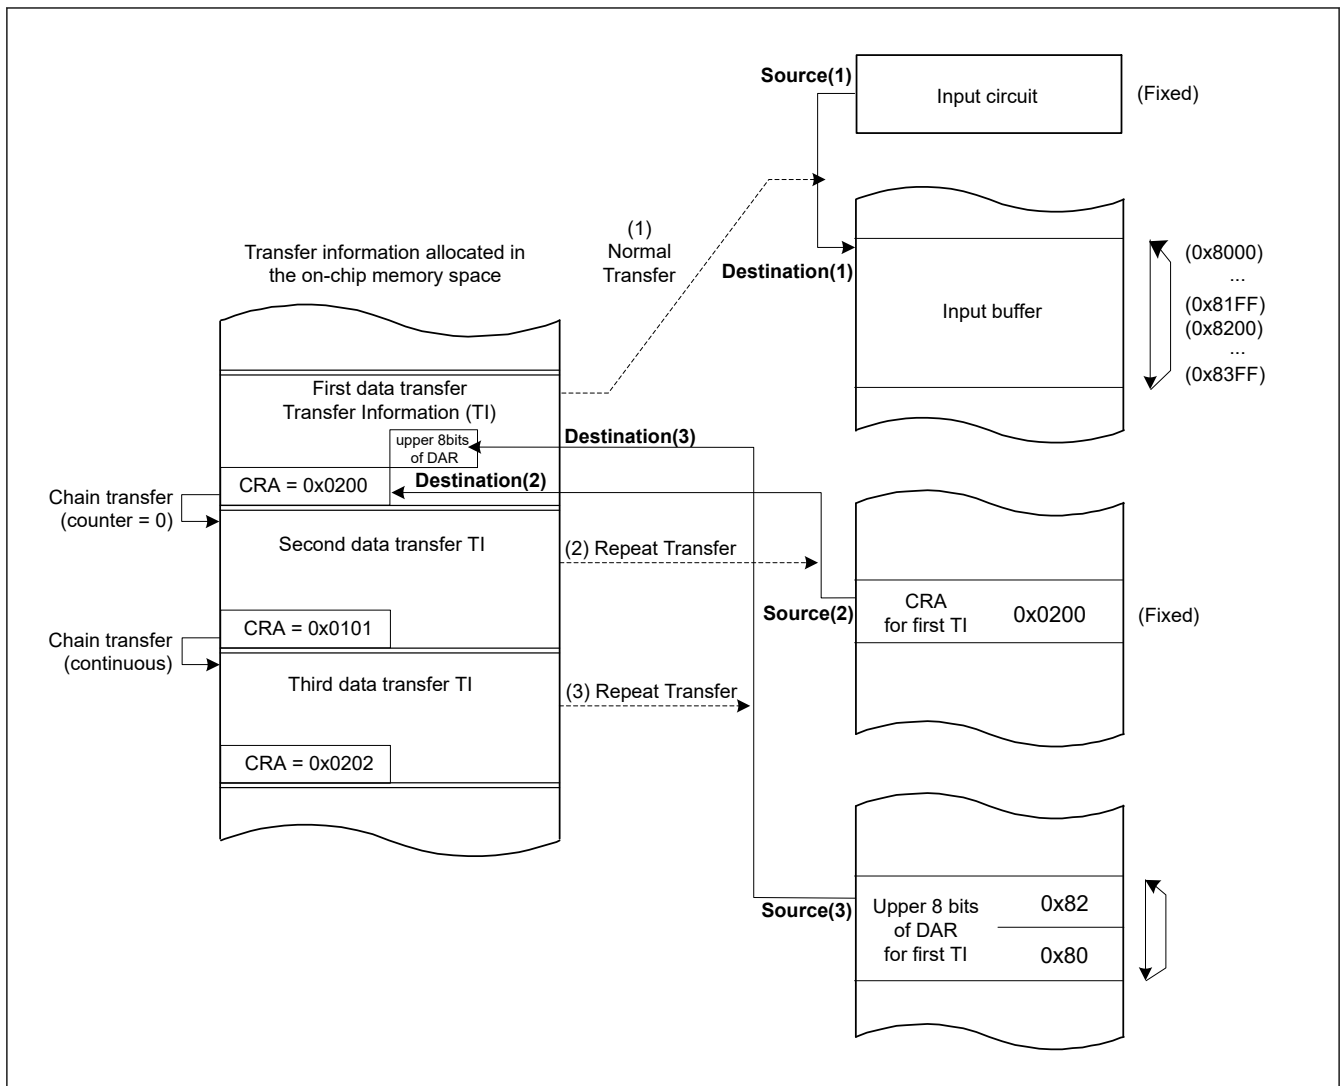 Source(1)
Input circuit
(Fixed)
(1)
Normal
Transfer
Destination(1)
Input buffer
(0x8000)
...
(0x81FF)
(0x8200)
...
(0x83FF)
Transfer information allocated in
the on-chip memory space
First data transfer
Transfer Information (TI)
upper 8bits
of DAR
Destination(3)
CRA = 0x0200
Destination(2)
Chain transfer
(counter = 0)
Second data transfer TI
(2) Repeat Transfer
CRA = 0x0101
Source(2)
CRA
for first TI
0x0200
(Fixed)
Chain transfer
(continuous)
Third data transfer TI
(3) Repeat Transfer
CRA = 0x0202
Source(3)
Upper 8 bits
of DAR
for first TI
0x82
0x80